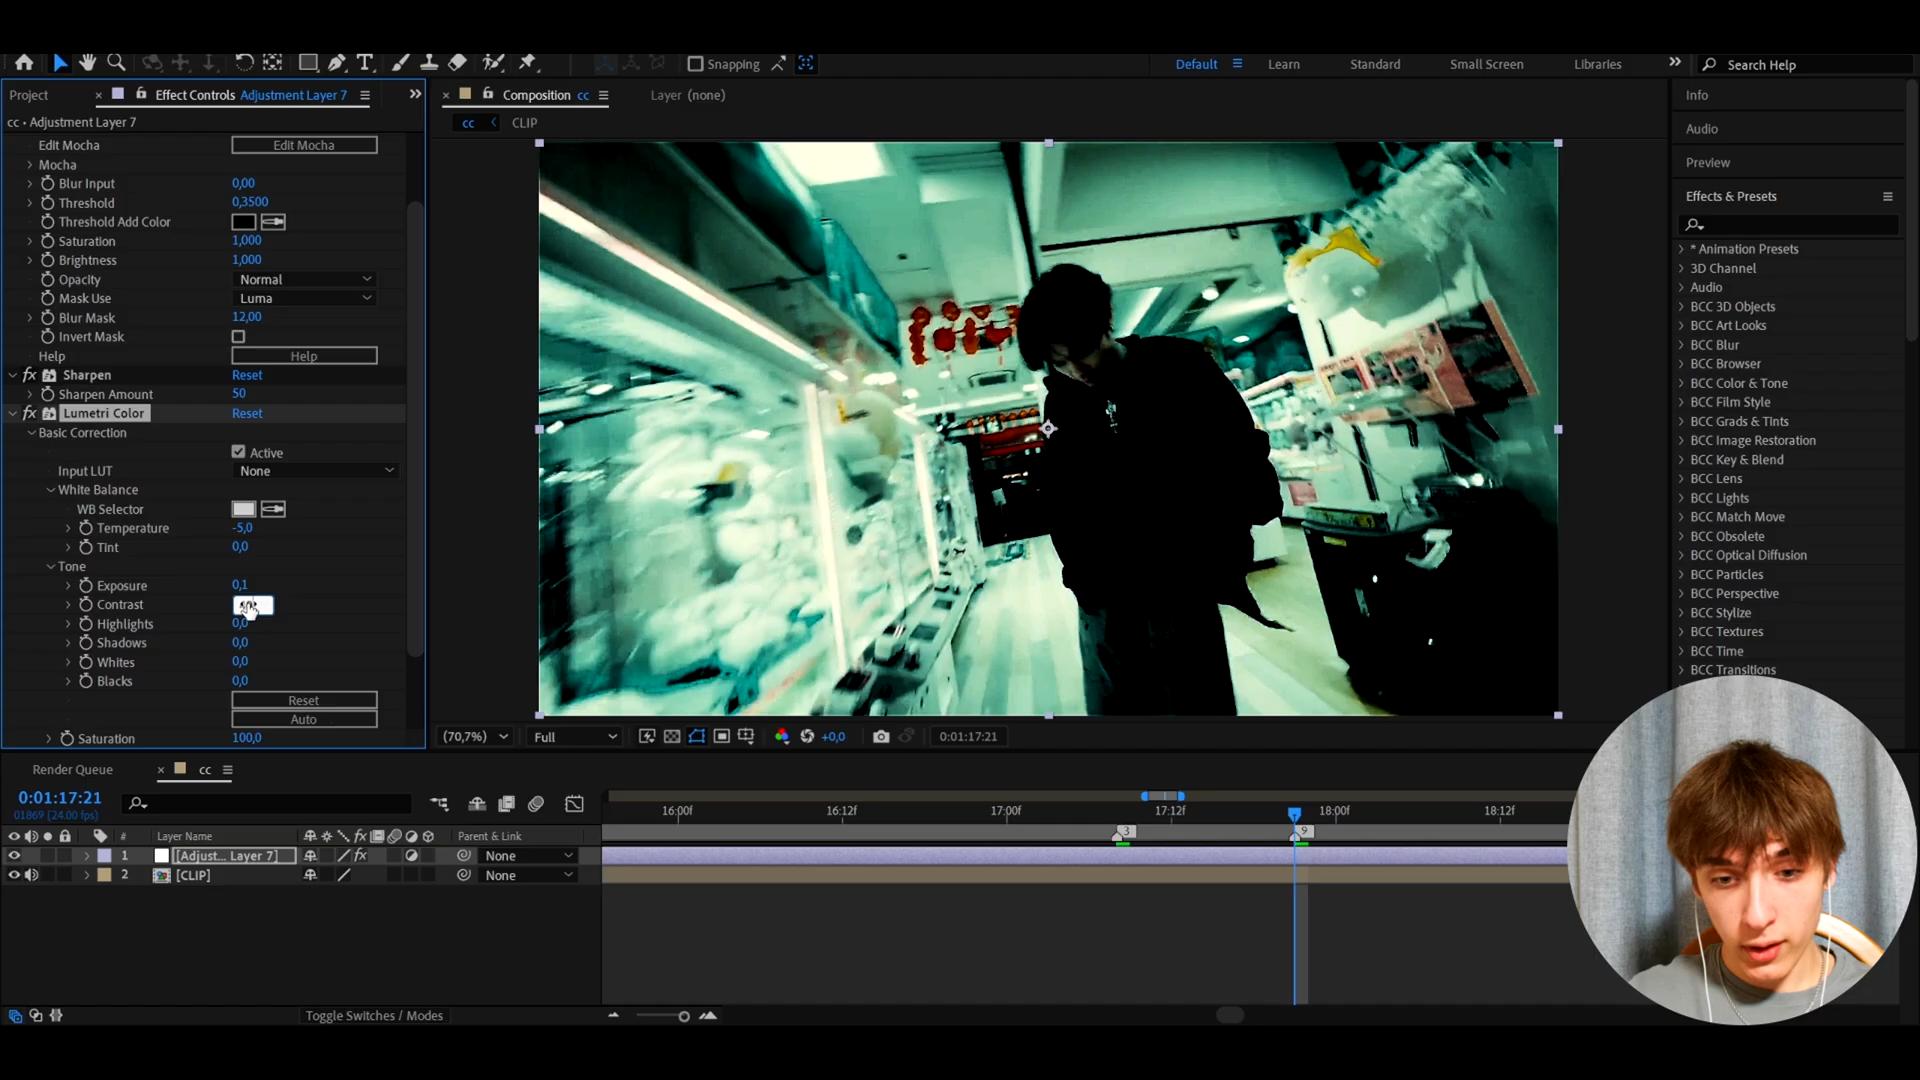 Snapping
Default
Learn
Standard
Small Screen
Libraries
Search Help
Project
Effect Controls Adjustment Layer 7
Composition cc
Layer (none)
Info
cc • Adjustment Layer 7
cc
CLIP
Audio
Preview
Effects & Presets
Edit Mocha
Edit Mocha
Mocha
Blur Input 0,00
Threshold 0,3500
Threshold Add Color
Saturation 1,000
Brightness 1,000
Opacity Normal
Mask Use Luma
Blur Mask 12,00
Invert Mask
Help Help
fx Sharpen Reset
Sharpen Amount 50
fx Lumetri Color Reset
Basic Correction
Active
Input LUT None
White Balance
WB Selector
Temperature -5,0
Tint 0,0
Tone
Exposure 0,1
Contrast
Highlights 0,0
Shadows 0,0
Whites 0,0
Blacks 0,0
Reset
Auto
Saturation 100,0
* Animation Presets
3D Channel
Audio
BCC 3D Objects
BCC Art Looks
BCC Blur
BCC Browser
BCC Color & Tone
BCC Film Style
BCC Grads & Tints
BCC Image Restoration
BCC Key & Blend
BCC Lens
BCC Lights
BCC Match Move
BCC Obsolete
BCC Optical Diffusion
BCC Particles
BCC Perspective
BCC Stylize
BCC Textures
BCC Time
BCC Transitions
(70,7%)
Full
+0,0
0:01:17:21
Render Queue
cc
0:01:17:21
01869 (24.00 fps)
16:00f
16:12f
17:00f
17:12f
18:00f
18:12f
# Layer Name
fx
Parent & Link
3
9
1 [Adjust... Layer 7] fx None
2 [CLIP] None
Toggle Switches / Modes